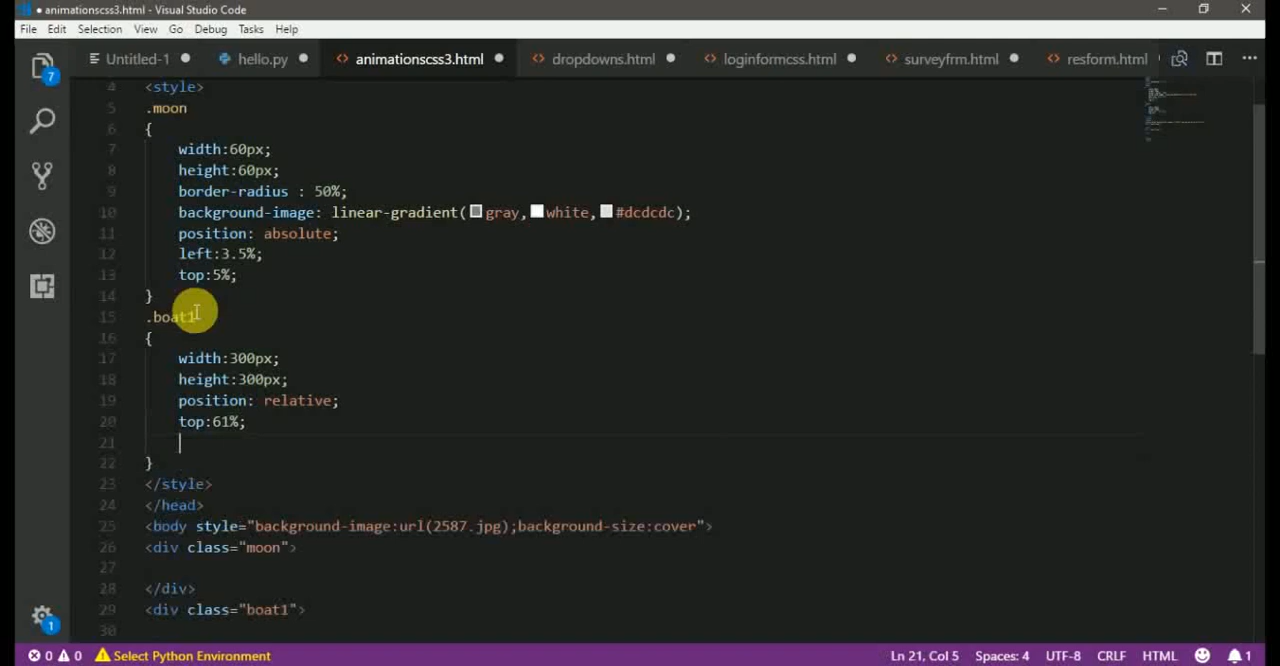 ● animationscss3.html - Visual Studio Code
File Edit Selection View Go Debug Tasks Help
7
Untitled-1 ● hello.py ● animationscss3.html ● dropdowns.html ● loginformcss.html ● surveyfrm.html ● resform.html
4 <style>
5 .moon
6 {
7 width:60px;
8 height:60px;
9 border-radius : 50%;
10 background-image: linear-gradient(gray,white,#dcdcdc);
11 position: absolute;
12 left:3.5%;
13 top:5%;
14 }
15 .boat1
16 {
17 width:300px;
18 height:300px;
19 position: relative;
20 top:61%;
21
22 }
23 </style>
24 </head>
25 <body style="background-image:url(2587.jpg);background-size:cover">
26 <div class="moon">
27
28 </div>
29 <div class="boat1">
30
1
0 0 Select Python Environment Ln 21, Col 5 Spaces: 4 UTF-8 CRLF HTML 1